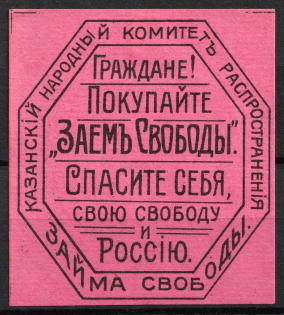 КАЗАНСКІЙ НАРОДНЫЙ КОМИТЕТЪ РАСПРОСТРАНЕНІЯ
ЗАЙМА СВОБОДЫ.
ГРАЖДАНЕ!
ПОКУПАЙТЕ
„ЗАЕМЪ СВОБОДЫ".
СПАСИТЕ СЕБЯ,
СВОЮ СВОБОДУ
И
РОССІЮ.